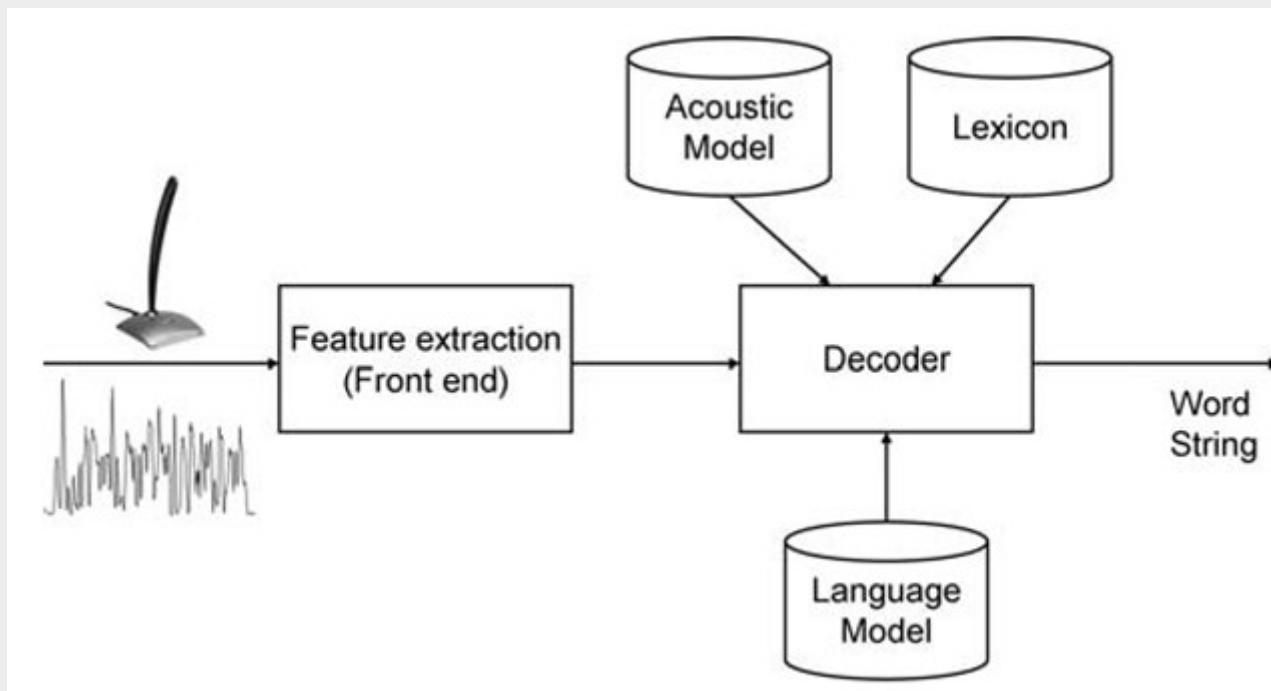 Acoustic
Model
Lexicon
Feature extraction
(Front end)
Decoder
Word
String
Language
Model